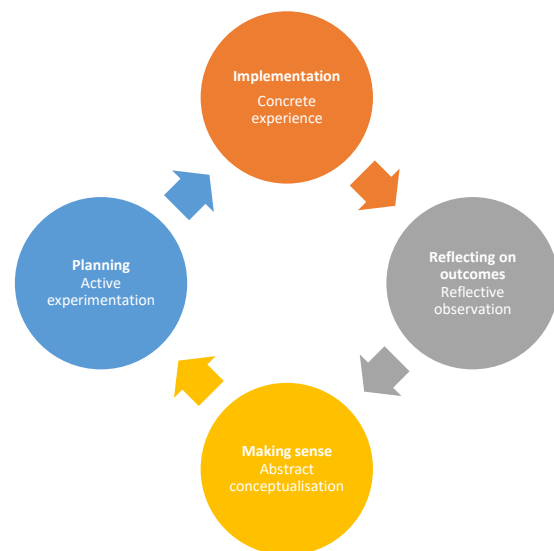 Implementation
Concrete
experience
Reflecting on
outcomes
Reflective
observation
Making sense
Abstract
conceptualisation
Planning
Active
experimentation